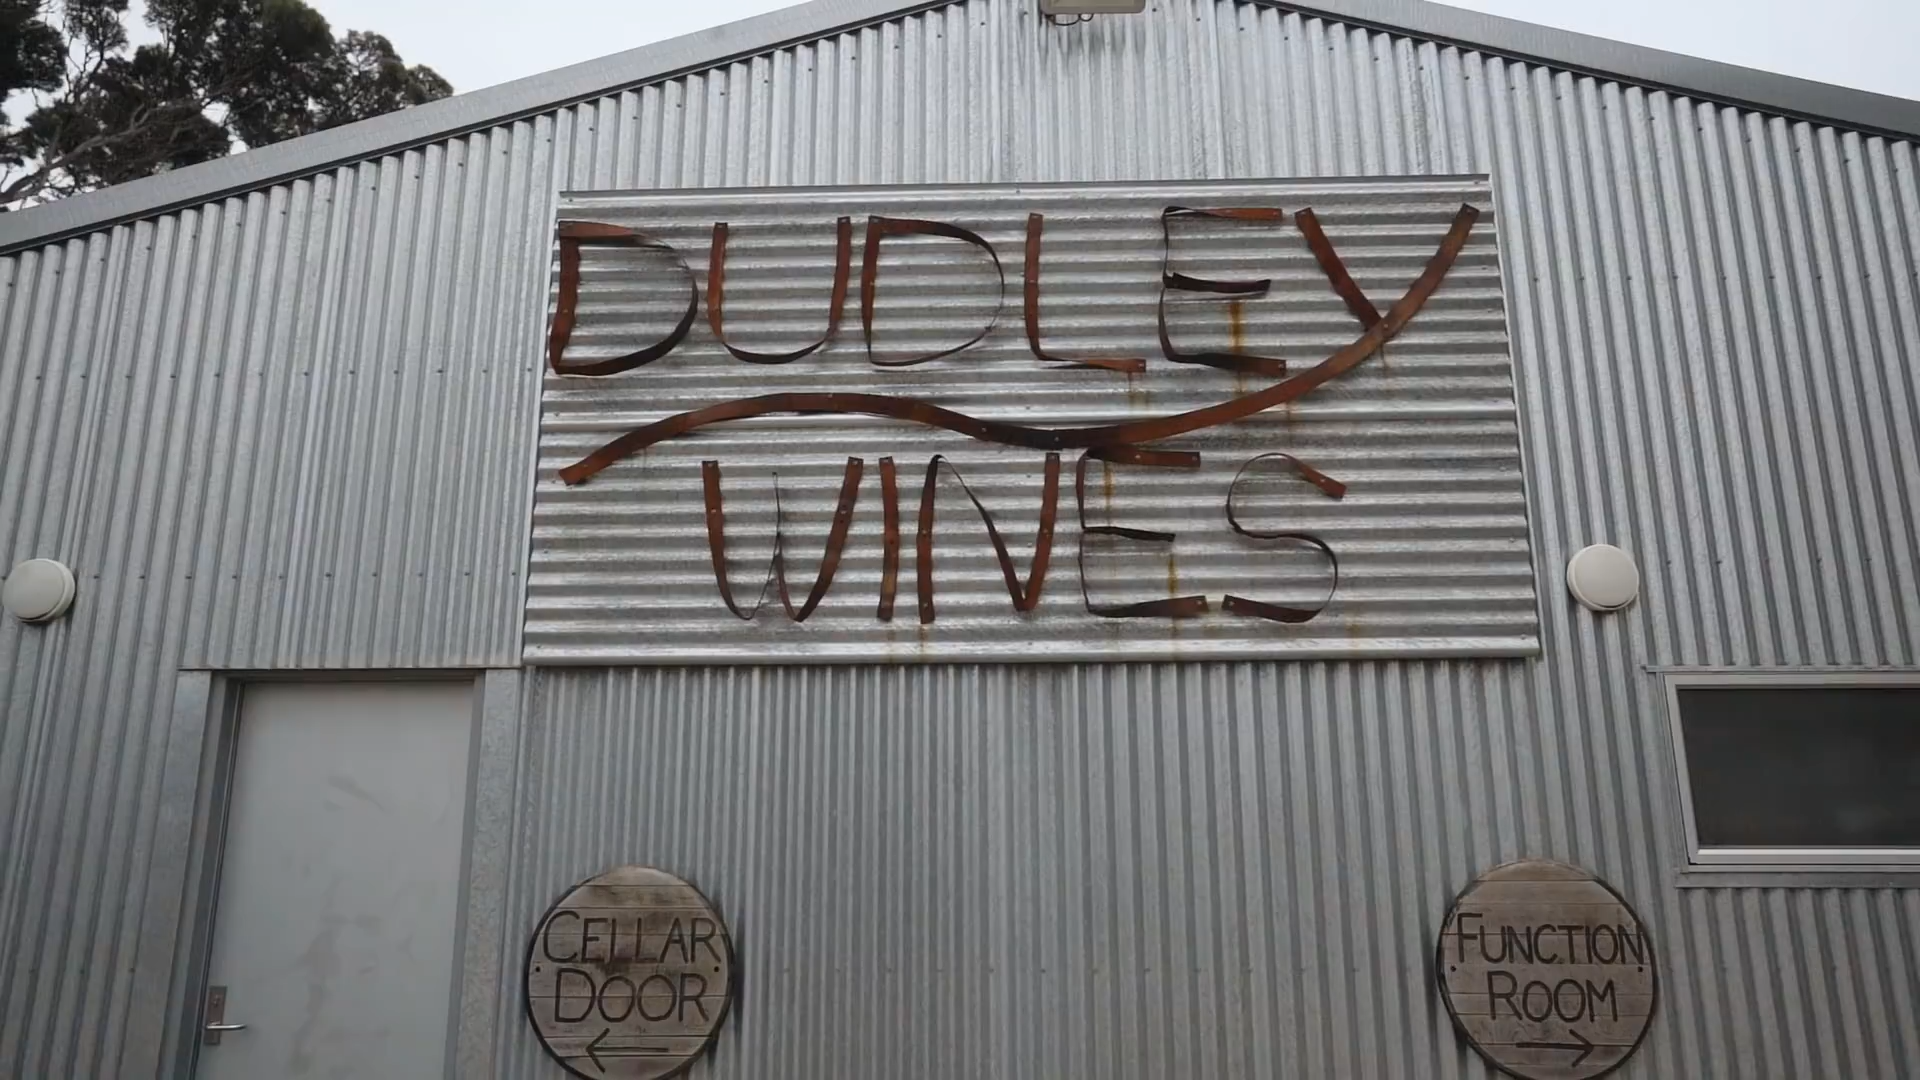 DUDLEY
WINES
CELLAR
DOOR
←
FUNCTION
ROOM
→